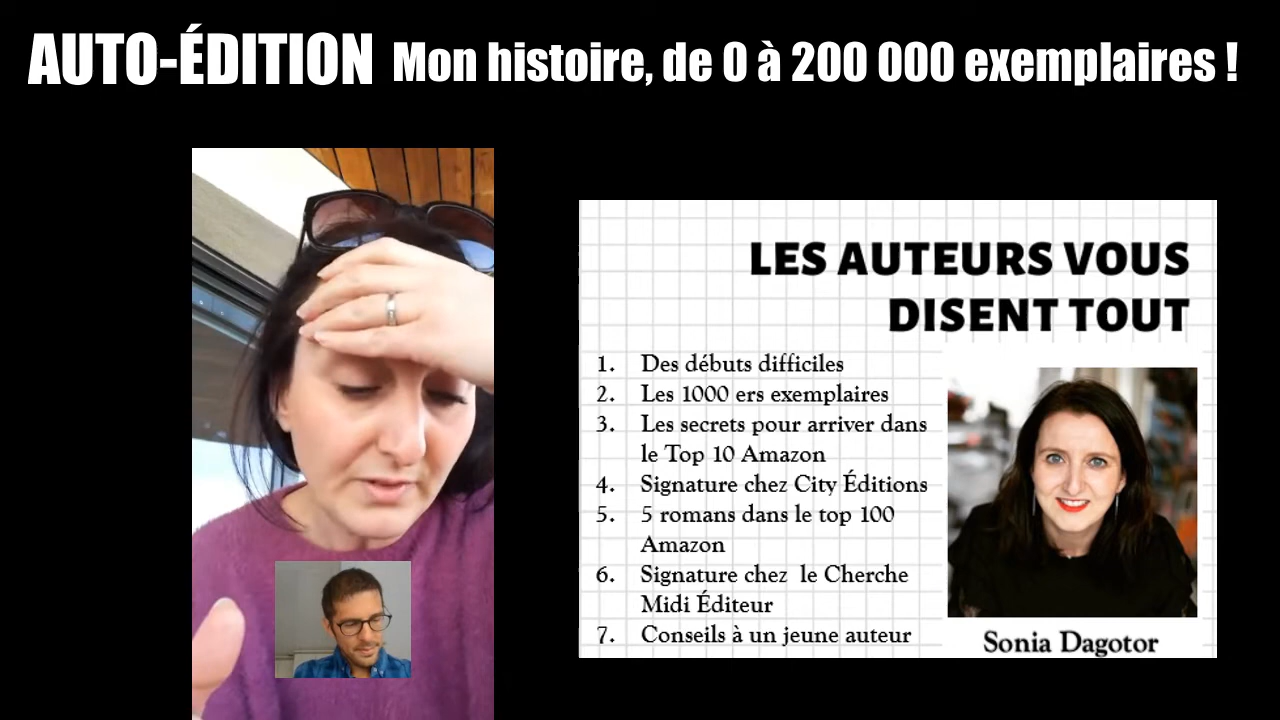 AUTO-ÉDITION Mon histoire, de 0 à 200 000 exemplaires !
LES AUTEURS VOUS
DISENT TOUT
1. Des débuts difficiles
2. Les 1000 ers exemplaires
3. Les secrets pour arriver dans
le Top 10 Amazon
4. Signature chez City Éditions
5. 5 romans dans le top 100
Amazon
6. Signature chez le Cherche
Midi Éditeur
7. Conseils à un jeune auteur
Sonia Dagotor